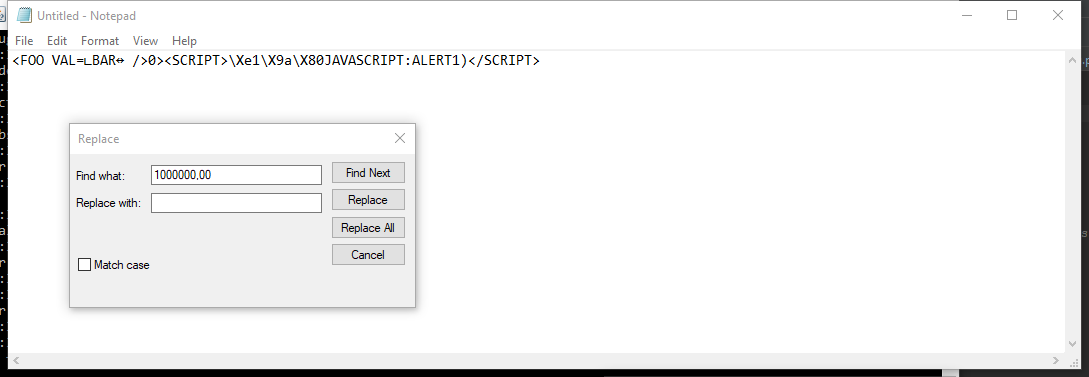 Untitled - Notepad
File Edit Format View Help
<FOO VAL=∟BAR↔ />0><SCRIPT>\Xe1\X9a\X80JAVASCRIPT:ALERT1)</SCRIPT>
Replace
Find what: 1000000,00 Find Next
Replace with: Replace
Replace All
Cancel
Match case